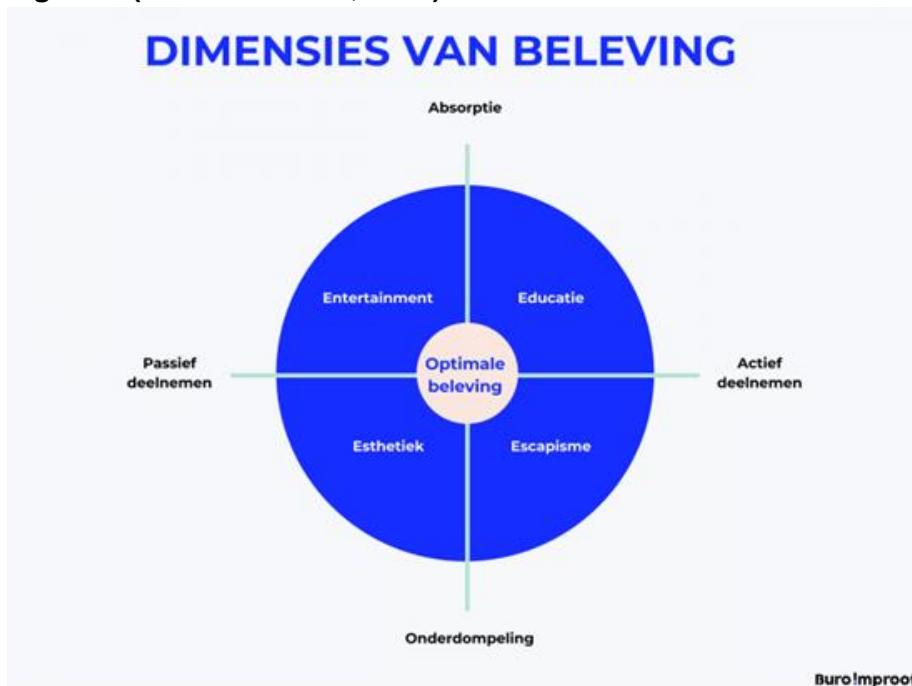 DIMENSIES VAN BELEVING
Absorptie
Entertainment
Educatie
Passief
deelnemen
Optimale
beleving
Actief
deelnemen
Esthetiek
Escapisme
Onderdompeling